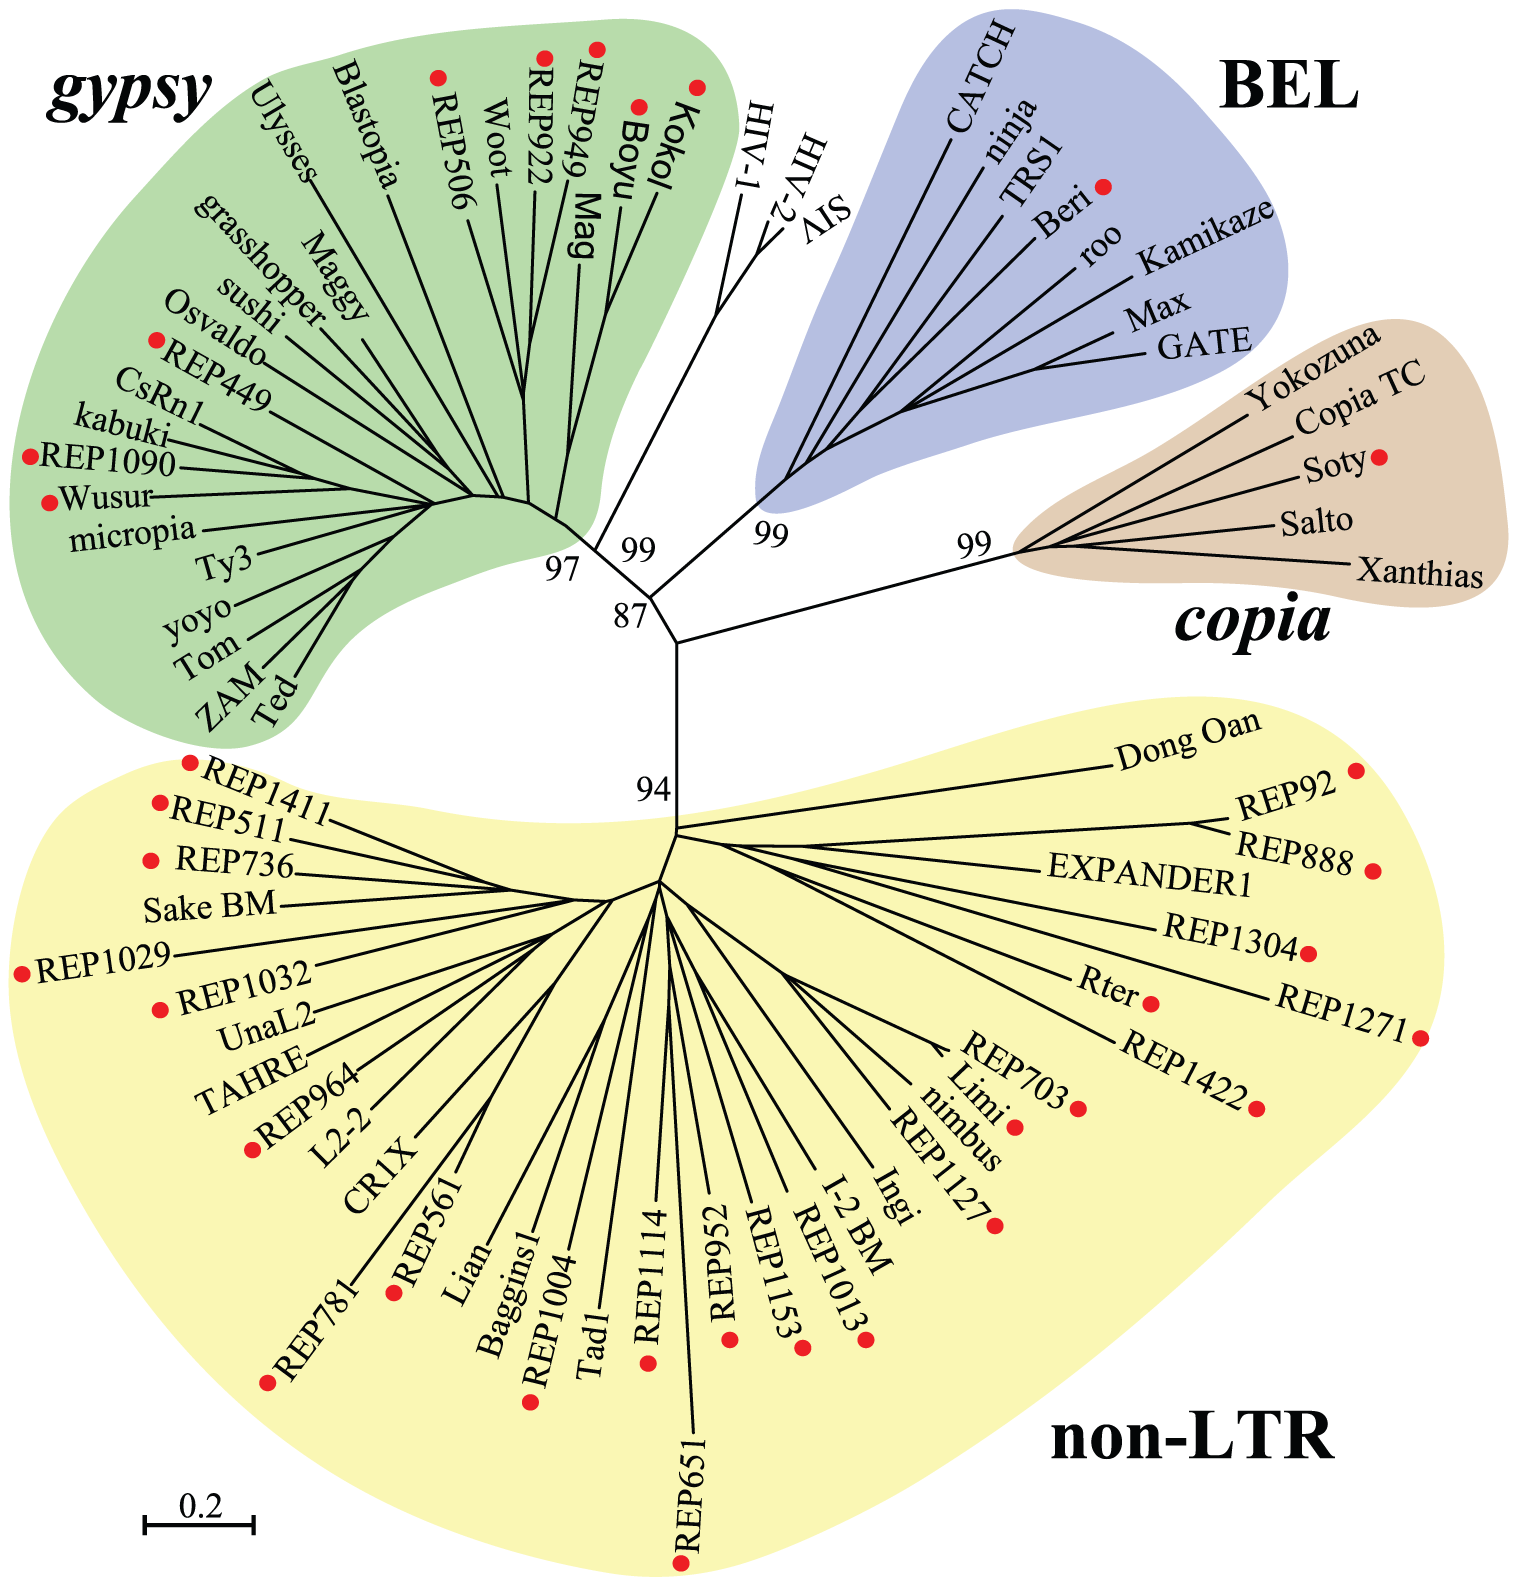 gypsy
Ulysses
Blastopia
REP506
Woot
REP922
REP949
Mag
Boyu
Kokol
grasshopper
Maggy
sushi
Osvaldo
REP449
CsRn1
kabuki
REP1090
Wusur
micropia
Ty3
yoyo
Tom
ZAM
Ted
HIV-1
HIV-2
SIV
BEL
CATCH
ninja
TRS1
Beri
roo
Kamikaze
Max
GATE
Yokozuna
Copia TC
Soty
Salto
Xanthias
copia
97
99
99
99
87
94
Dong Oan
REP92
REP888
EXPANDER1
REP1304
Rter
REP1271
REP1422
REP703
Limi
nimbus
REP1127
Ingi
I-2 BM
REP1013
REP1153
REP952
REP651
REP1114
Tad1
REP1004
Baggins1
Lian
REP561
REP781
CR1X
L2-2
REP964
TAHRE
UnaL2
REP1032
REP1029
Sake BM
REP736
REP511
REP1411
non-LTR
0.2